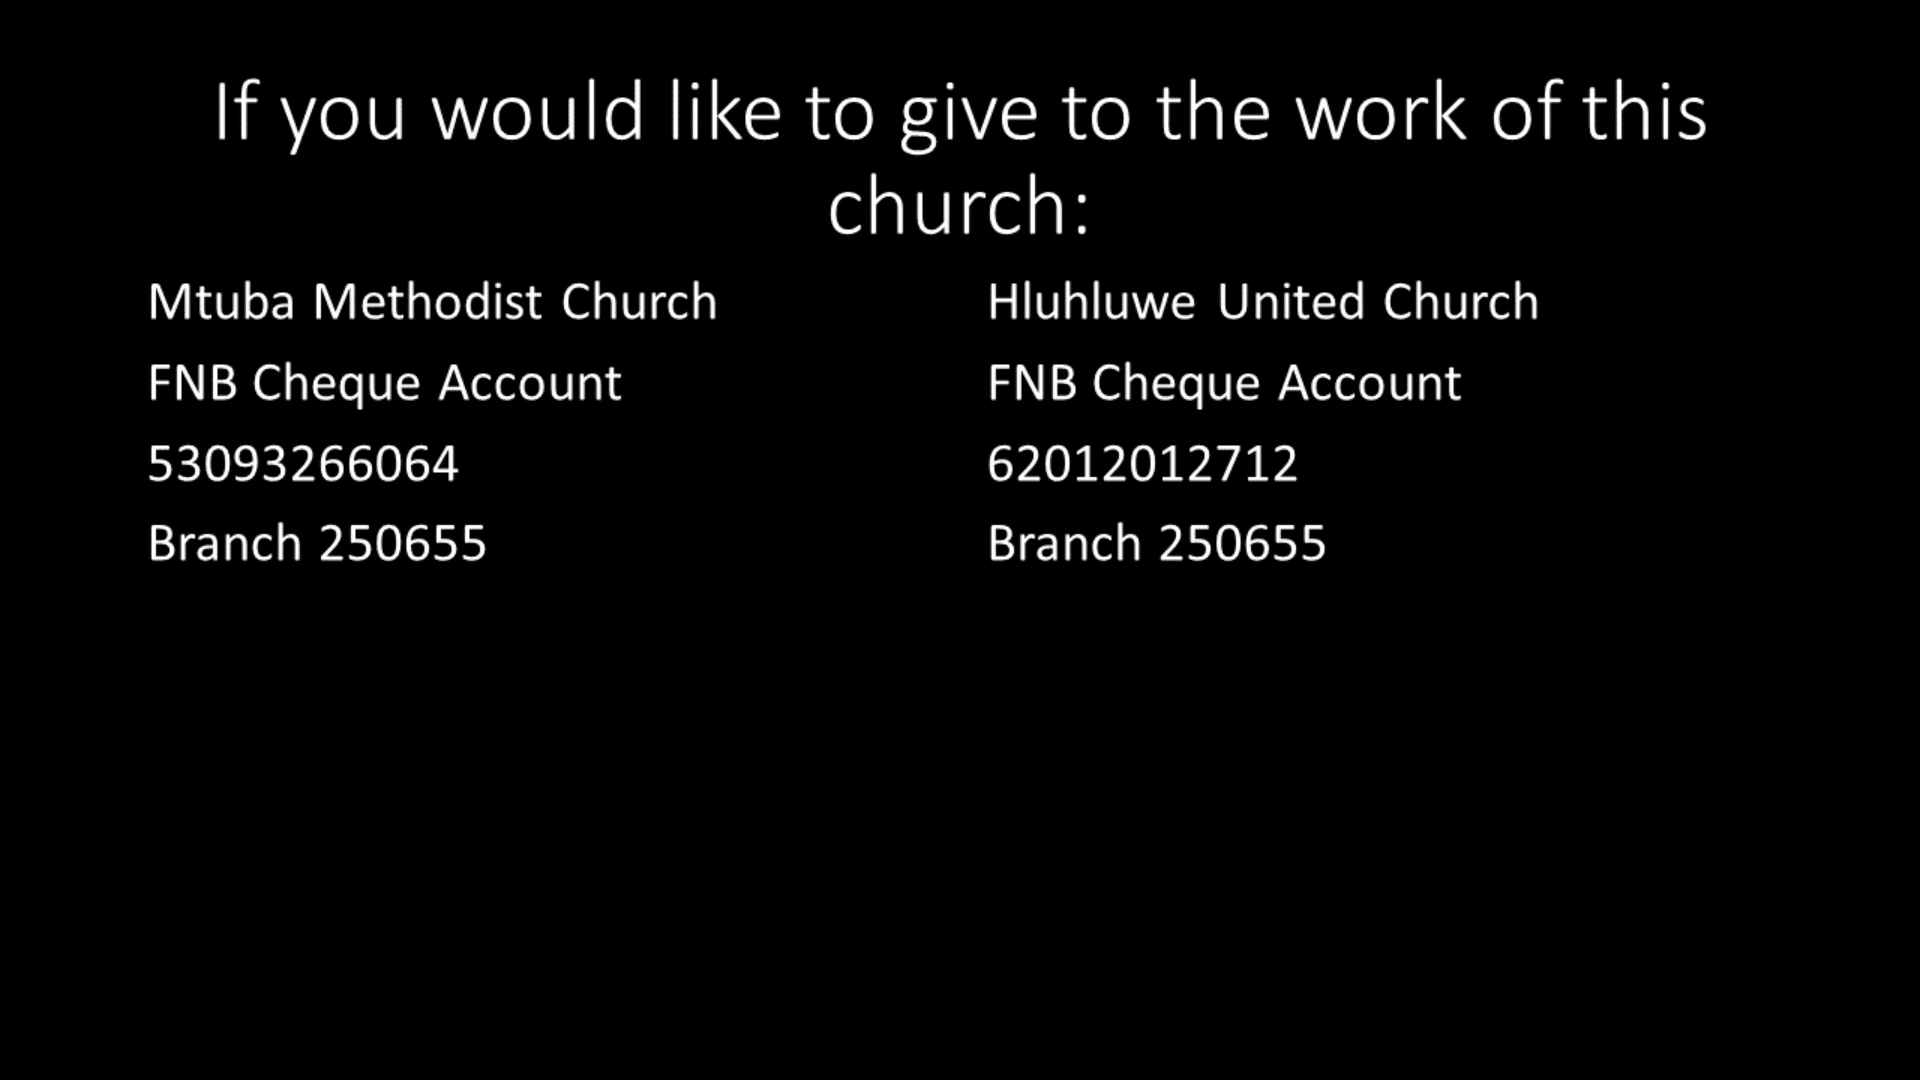 If you would like to give to the work of this
church:
Mtuba Methodist Church
FNB Cheque Account
53093266064
Branch 250655
Hluhluwe United Church
FNB Cheque Account
62012012712
Branch 250655